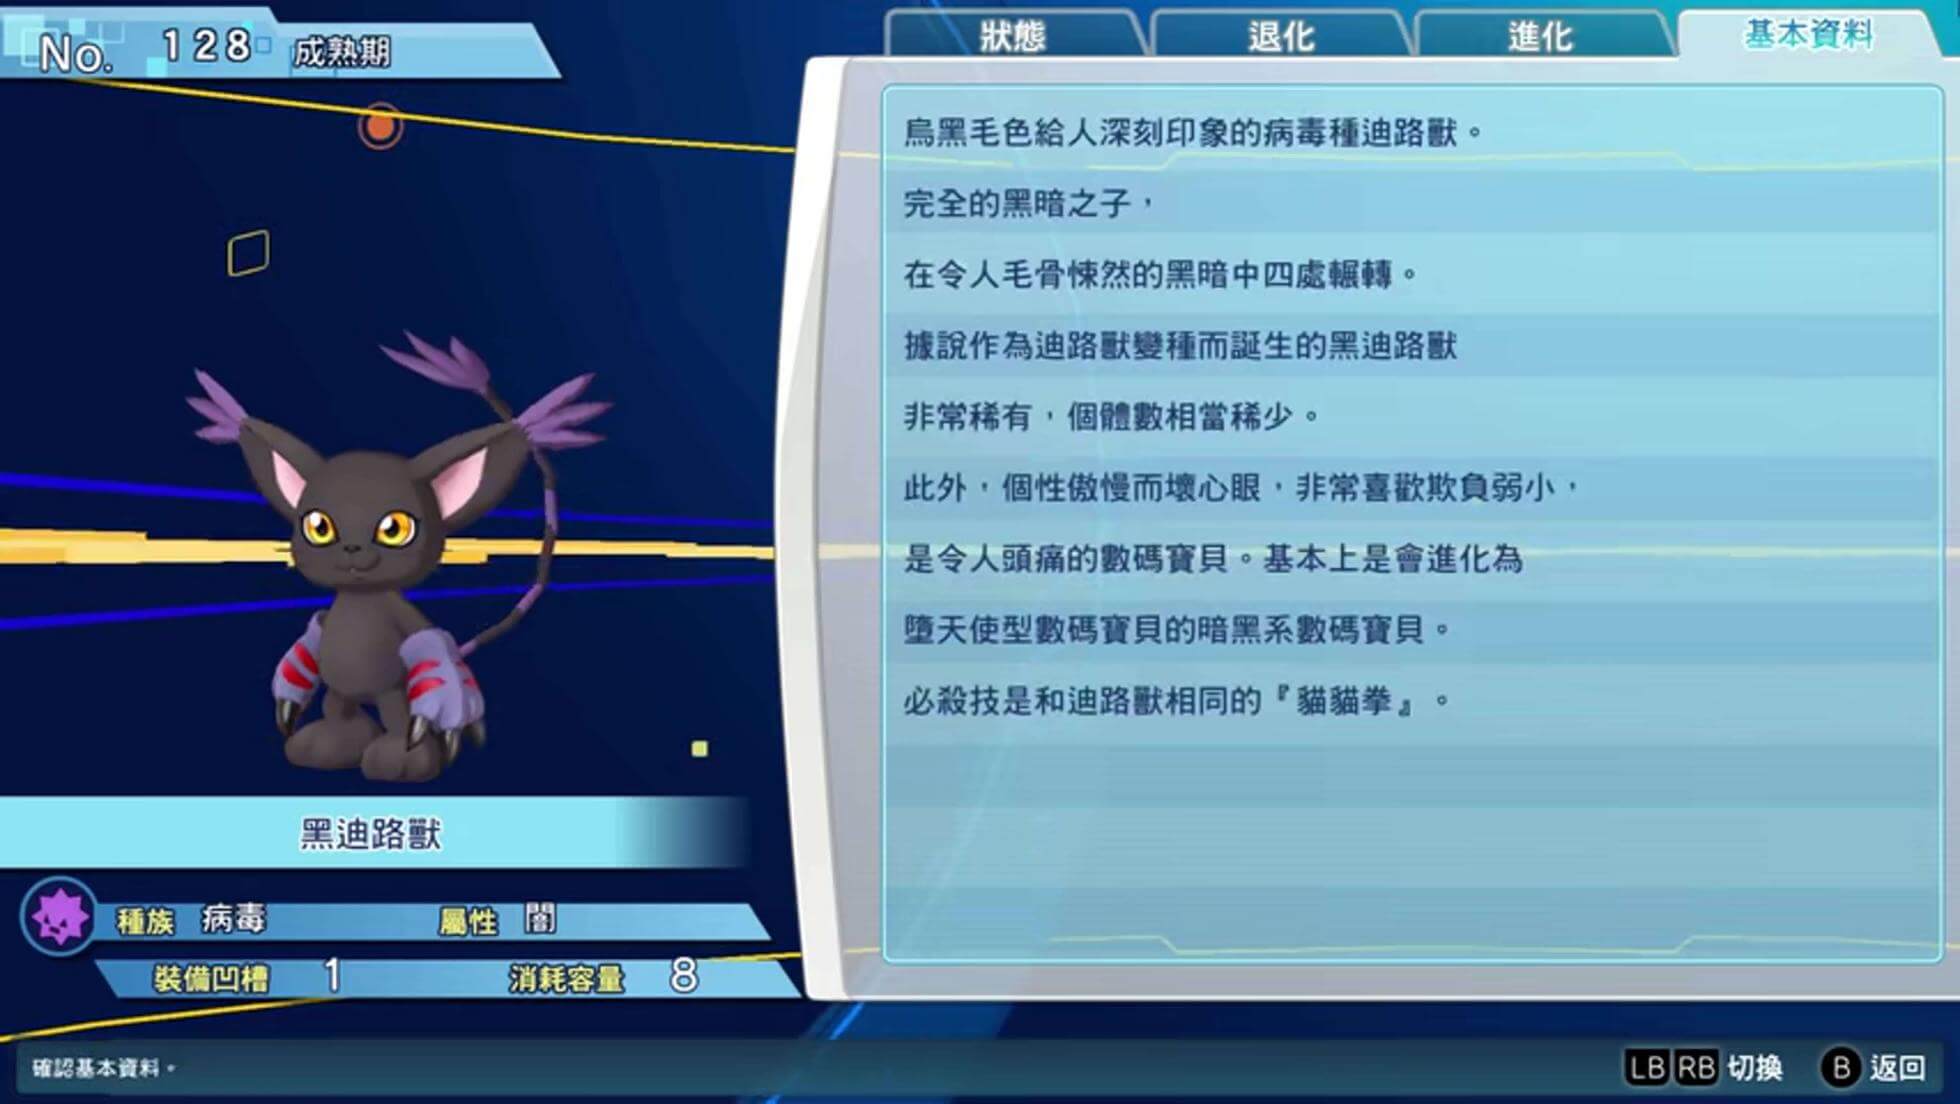 No. 128 成熟期
狀態 退化 進化 基本資料
烏黑毛色給人深刻印象的病毒種迪路獸。
完全的黑暗之子，
在令人毛骨悚然的黑暗中四處輾轉。
據說作為迪路獸變種而誕生的黑迪路獸
非常稀有，個體數相當稀少。
此外，個性傲慢而壞心眼，非常喜歡欺負弱小，
是令人頭痛的數碼寶貝。基本上是會進化為
墮天使型數碼寶貝的暗黑系數碼寶貝。
必殺技是和迪路獸相同的『貓貓拳』。
黑迪路獸
種族 病毒 屬性 闇
裝備凹槽 1 消耗容量 8
確認基本資料。
LB RB 切換 B 返回